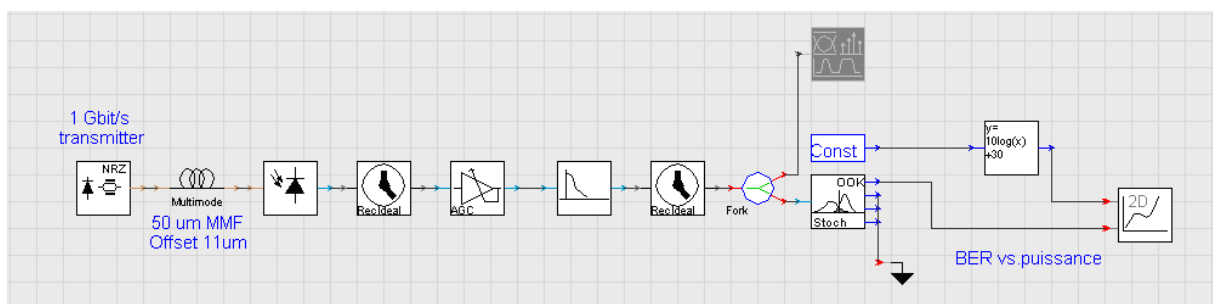 1 Gbit/s
transmitter
NRZ
Multimode
50 um MMF
Offset 11um
RecIdeal
AGC
RecIdeal
Fork
Const
y=
10log(x)
+30
OOK
Stoch
2D
BER vs.puissance